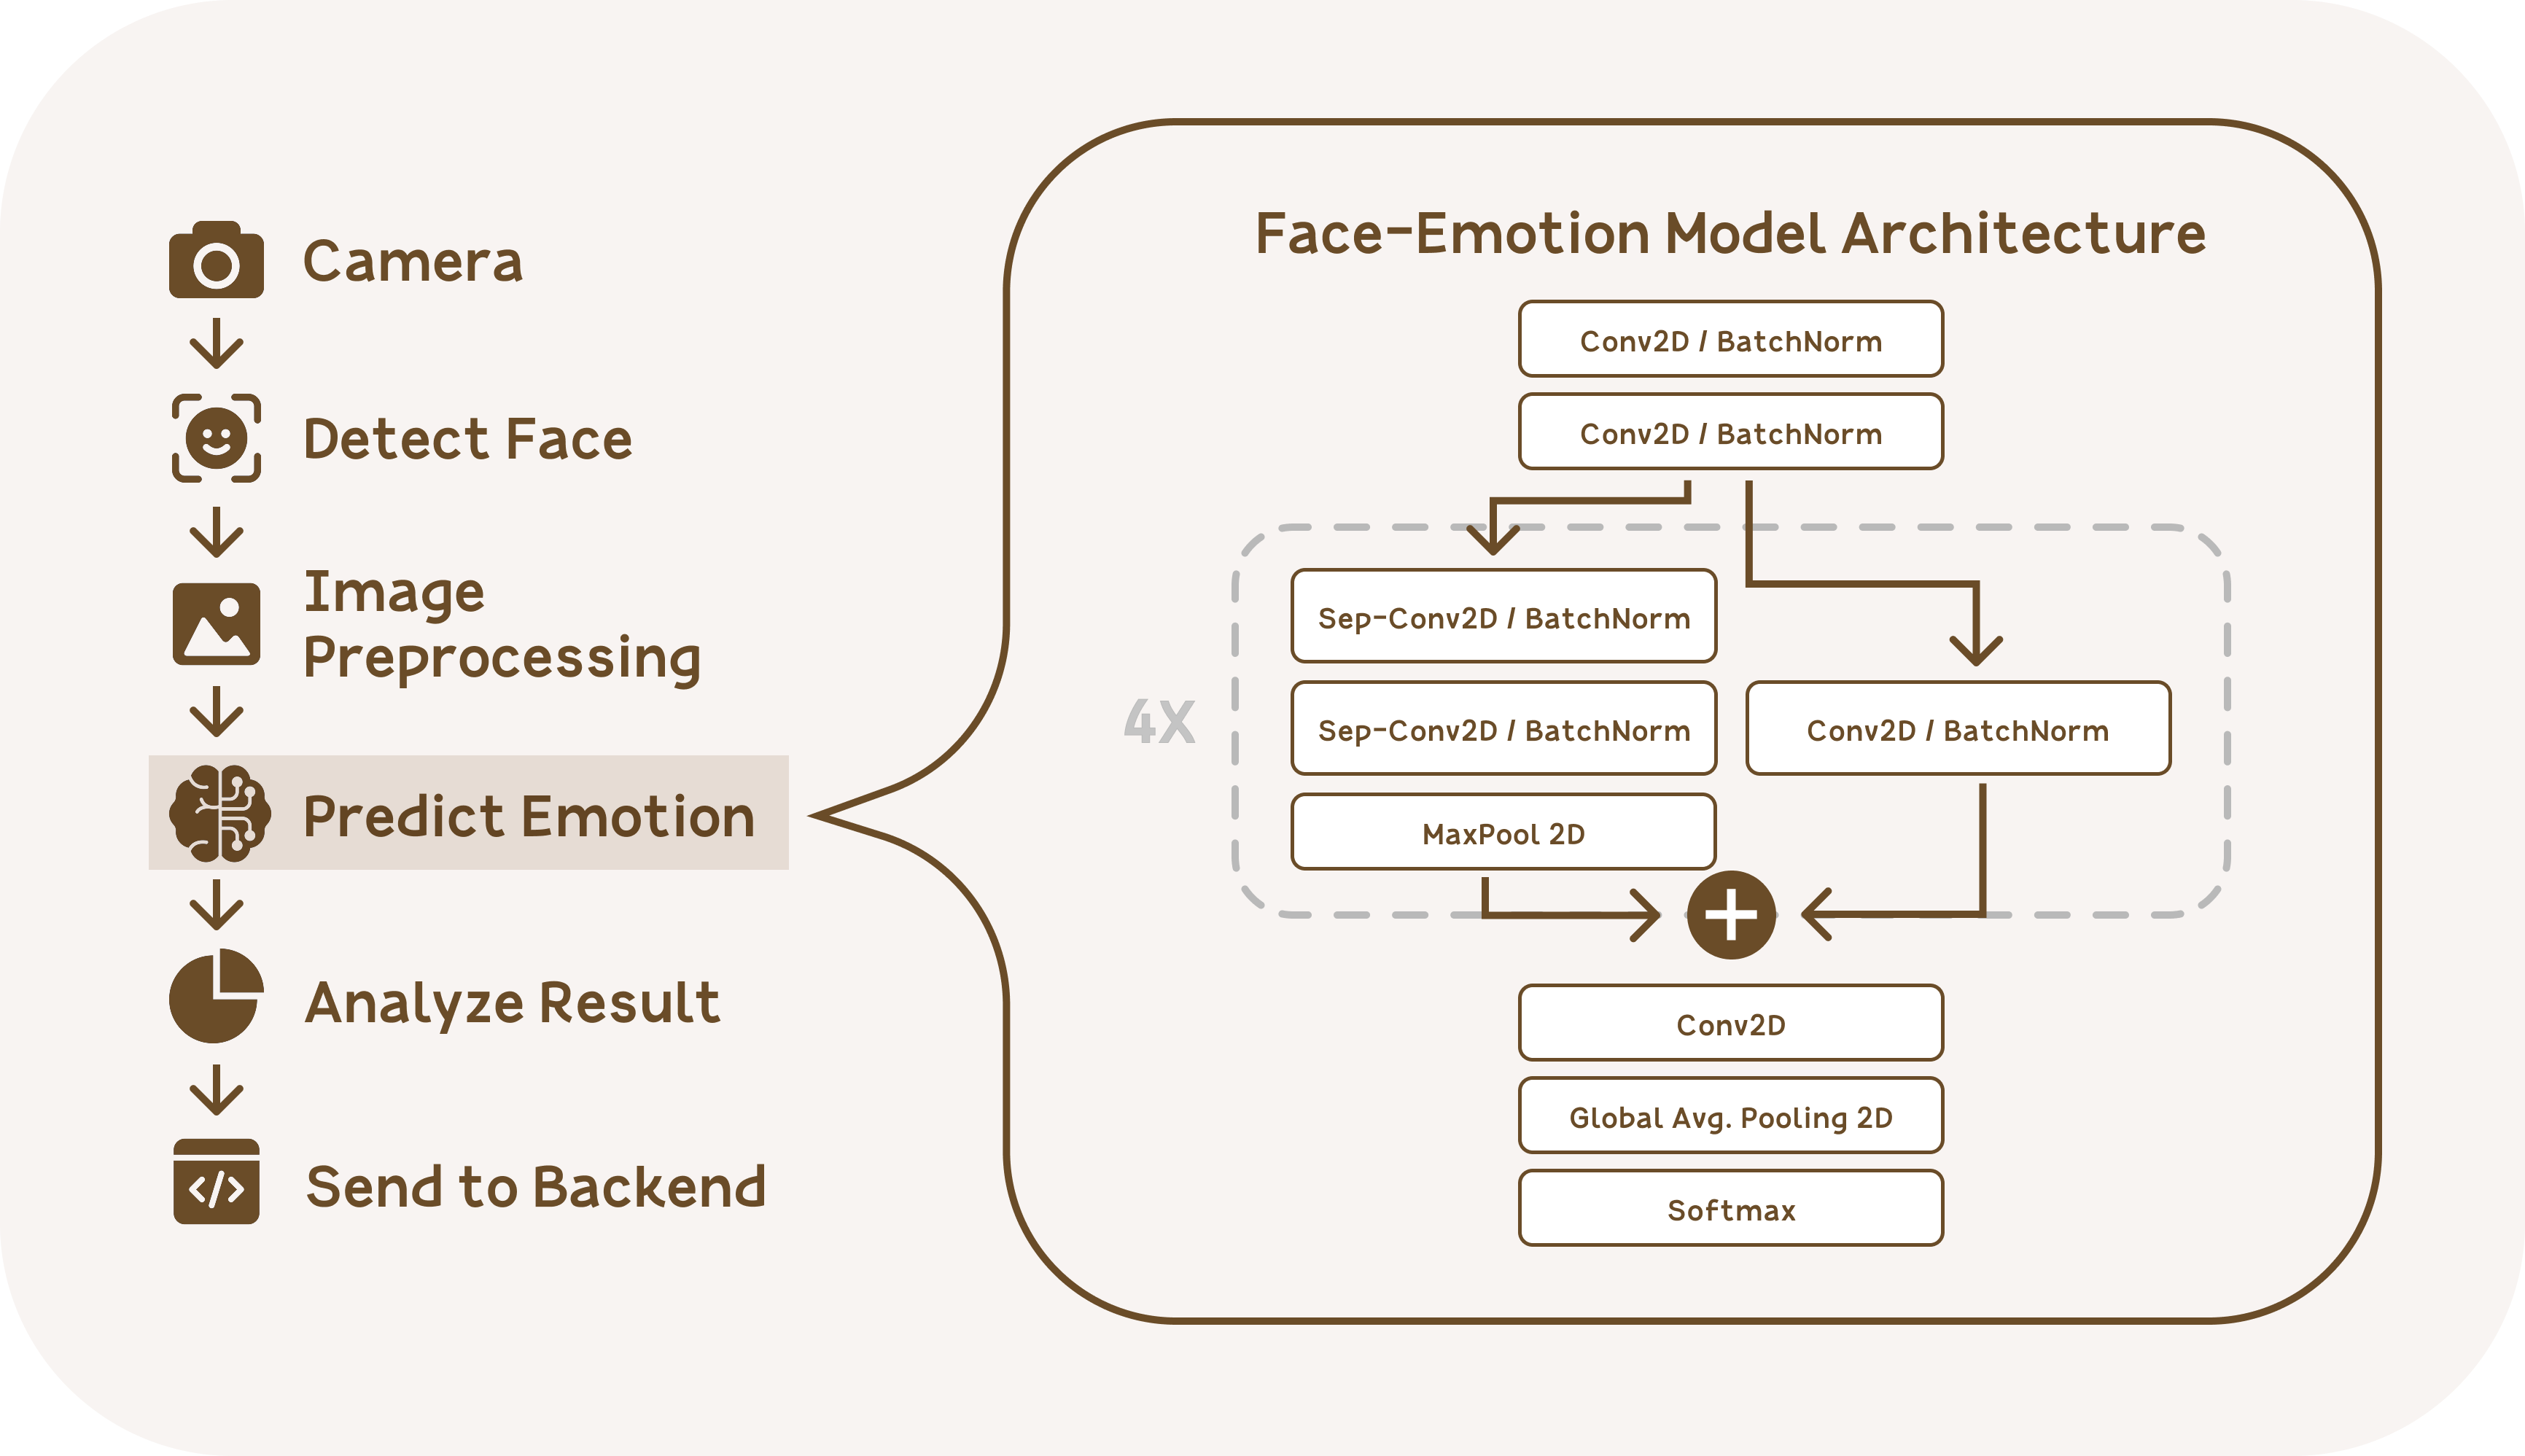 Camera
Detect Face
Image
Preprocessing
Predict Emotion
Analyze Result
Send to Backend
Face-Emotion Model Architecture
Conv2D / BatchNorm
Conv2D / BatchNorm
4X
Sep-Conv2D / BatchNorm
Sep-Conv2D / BatchNorm
MaxPool 2D
Conv2D / BatchNorm
Conv2D
Global Avg. Pooling 2D
Softmax